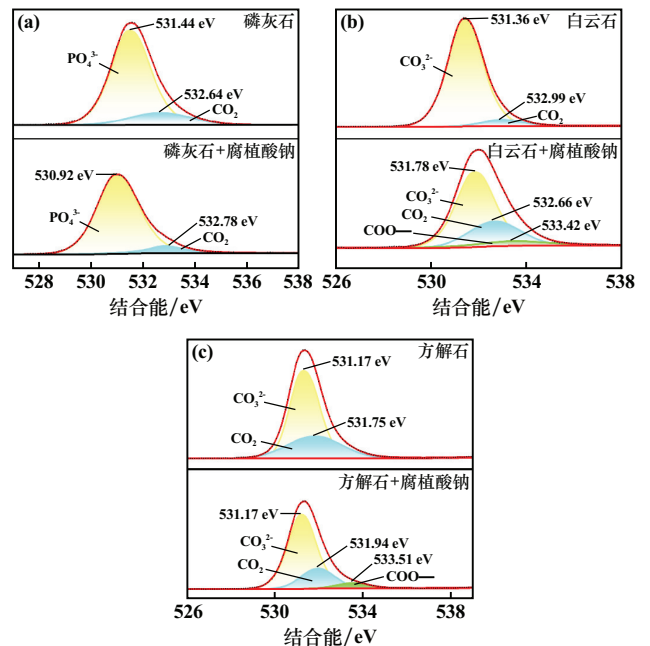 (a)
磷灰石
531.44 eV
PO₄³⁻
532.64 eV
CO₂
磷灰石+腐植酸钠
530.92 eV
PO₄³⁻
532.78 eV
CO₂
528 530 532 534 536 538
结合能/eV
(b)
白云石
531.36 eV
CO₃²⁻
532.99 eV
CO₂
白云石+腐植酸钠
531.78 eV
CO₃²⁻
532.66 eV
CO₂
533.42 eV
COO—
526 530 534 538
结合能/eV
(c)
方解石
531.17 eV
CO₃²⁻
531.75 eV
CO₂
方解石+腐植酸钠
531.17 eV
CO₃²⁻
531.94 eV
CO₂
533.51 eV
COO—
526 530 534 538
结合能/eV